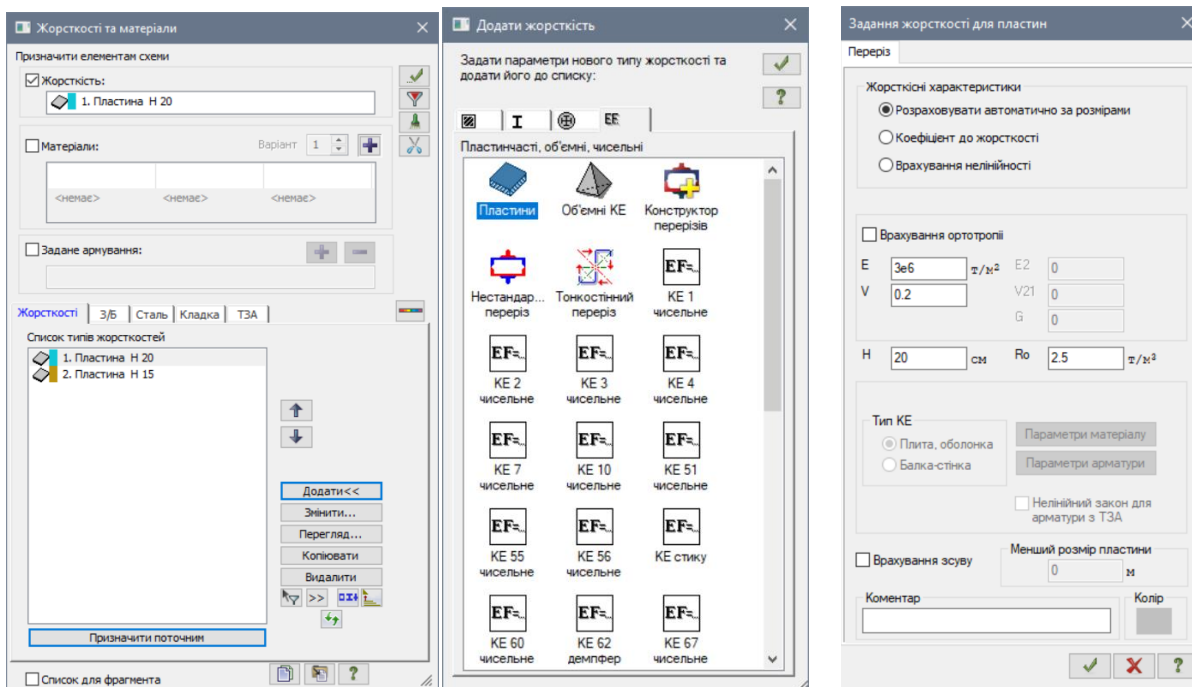 Жорсткості та матеріали
Призначити елементам схеми
Жорсткість:
1. Пластина H 20
Матеріали:
Варіант 1
<немає> <немає> <немає>
Задане армування:
Жорсткості З/Б Сталь Кладка ТЗА
Список типів жорсткостей
1. Пластина H 20
2. Пластина H 15
Додати<<
Змінити...
Перегляд...
Копіювати
Видалити
>>
Призначити поточним
Список для фрагмента
Додати жорсткість
Задати параметри нового типу жорсткості та
додати його до списку:
Пластинчасті, об'ємні, чисельні
Пластини Об'ємні КЕ Конструктор
перерізів
EF=...
Нестандар... Тонкостінний КЕ 1
переріз переріз чисельне
EF=... EF=... EF=...
КЕ 2 КЕ 3 КЕ 4
чисельне чисельне чисельне
EF=... EF=... EF=...
КЕ 7 КЕ 10 КЕ 51
чисельне чисельне чисельне
EF=... EF=... EF=...
КЕ 55 КЕ 56 КЕ стику
чисельне чисельне
EF=... EF=... EF=...
КЕ 60 КЕ 62 КЕ 67
чисельне демпфер чисельне
Задання жорсткості для пластин
Переріз
Жорсткісні характеристики
Розраховувати автоматично за розмірами
Коефіцієнт до жорсткості
Врахування нелінійності
Врахування ортотропії
E 3e6 т/м² E2 0
V 0.2 V21 0
G 0
H 20 см Ro 2.5 т/м³
Тип КЕ
Плита, оболонка
Балка-стінка
Параметри матеріалу
Параметри арматури
Нелінійний закон для
арматури з ТЗА
Врахування зсуву
Менший розмір пластини
0 м
Коментар Колір